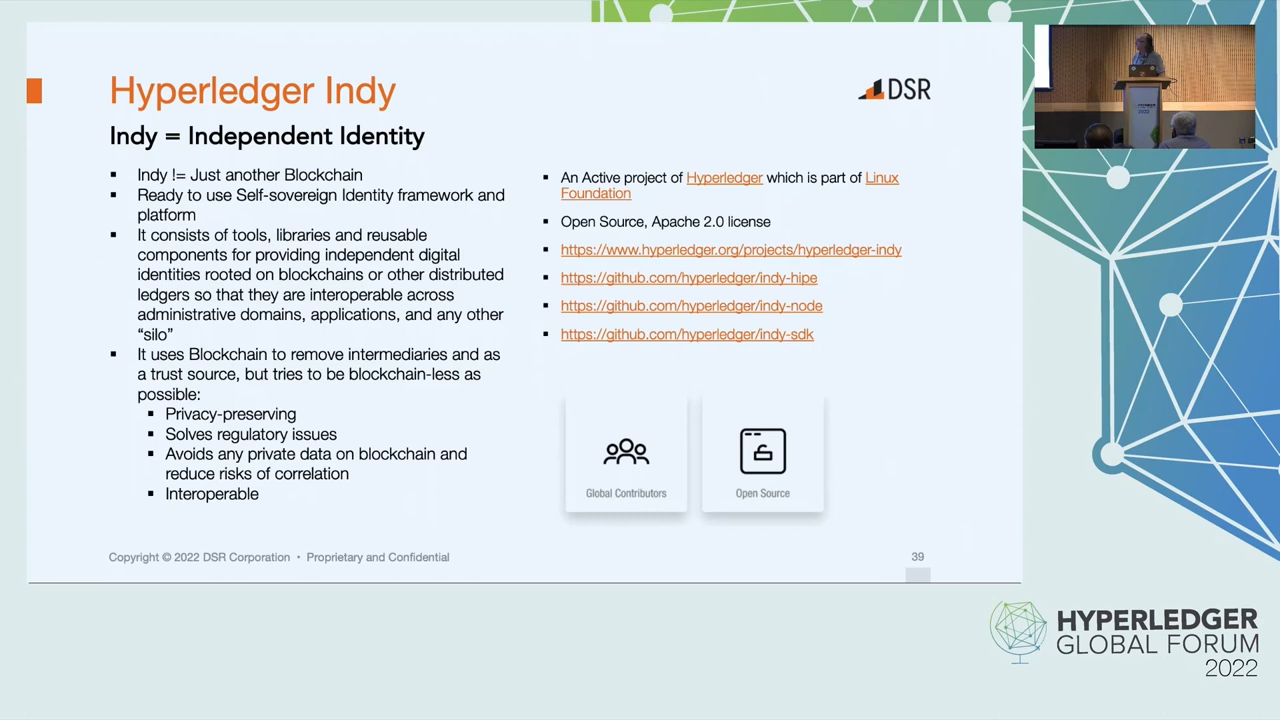 Hyperledger Indy
DSR
Indy = Independent Identity
Indy != Just another Blockchain
Ready to use Self-sovereign Identity framework and
platform
It consists of tools, libraries and reusable
components for providing independent digital
identities rooted on blockchains or other distributed
ledgers so that they are interoperable across
administrative domains, applications, and any other
“silo”
It uses Blockchain to remove intermediaries and as
a trust source, but tries to be blockchain-less as
possible:
Privacy-preserving
Solves regulatory issues
Avoids any private data on blockchain and
reduce risks of correlation
Interoperable
An Active project of Hyperledger which is part of Linux
Foundation
Open Source, Apache 2.0 license
https://www.hyperledger.org/projects/hyperledger-indy
https://github.com/hyperledger/indy-hipe
https://github.com/hyperledger/indy-node
https://github.com/hyperledger/indy-sdk
Global Contributors
Open Source
Copyright © 2022 DSR Corporation • Proprietary and Confidential
39
HYPERLEDGER
GLOBAL FORUM
2022